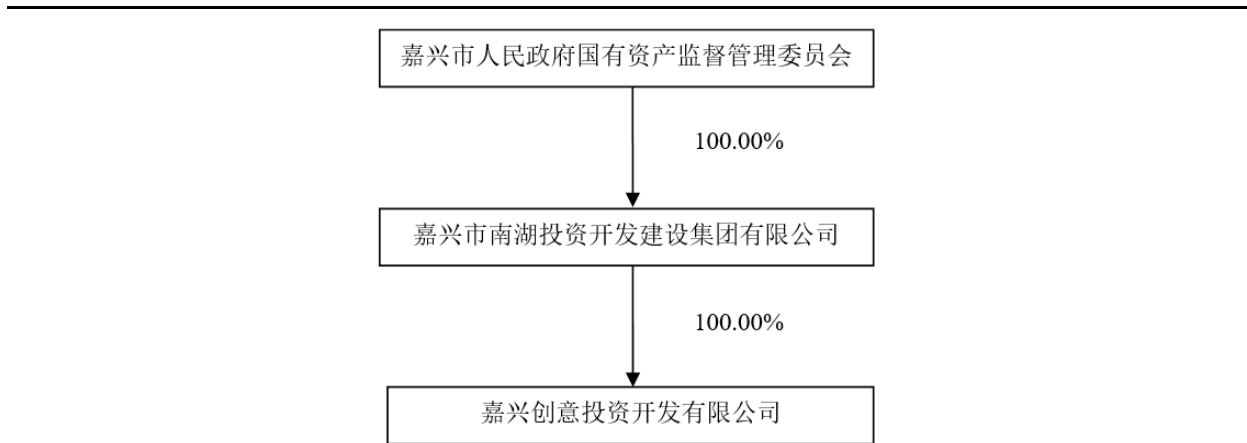 嘉兴市人民政府国有资产监督管理委员会
100.00%
嘉兴市南湖投资开发建设集团有限公司
100.00%
嘉兴创意投资开发有限公司